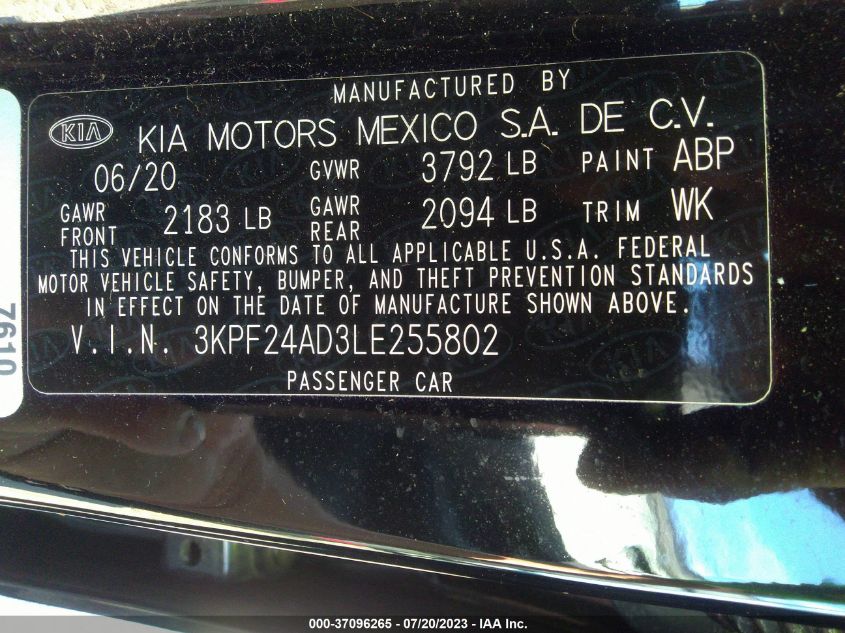 MANUFACTURED BY
KIA KIA MOTORS MEXICO S.A. DE C.V.
06/20 GVWR 3792 LB PAINT ABP
GAWR FRONT 2183 LB GAWR REAR 2094 LB TRIM WK
THIS VEHICLE CONFORMS TO ALL APPLICABLE U.S.A. FEDERAL
MOTOR VEHICLE SAFETY, BUMPER, AND THEFT PREVENTION STANDARDS
IN EFFECT ON THE DATE OF MANUFACTURE SHOWN ABOVE.
V.I.N. 3KPF24AD3LE255802
PASSENGER CAR
000-37096265 - 07/20/2023 - IAA Inc.